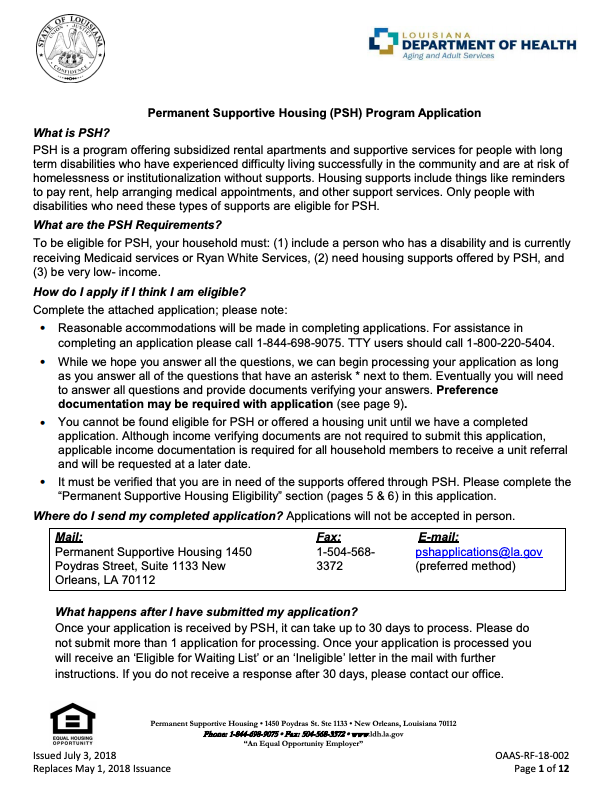 STATE OF LOUISIANA
UNION JUSTICE
CONFIDENCE
LOUISIANA
DEPARTMENT OF HEALTH
Aging and Adult Services
Permanent Supportive Housing (PSH) Program Application
What is PSH?
PSH is a program offering subsidized rental apartments and supportive services for people with long
term disabilities who have experienced difficulty living successfully in the community and are at risk of
homelessness or institutionalization without supports. Housing supports include things like reminders
to pay rent, help arranging medical appointments, and other support services. Only people with
disabilities who need these types of supports are eligible for PSH.
What are the PSH Requirements?
To be eligible for PSH, your household must: (1) include a person who has a disability and is currently
receiving Medicaid services or Ryan White Services, (2) need housing supports offered by PSH, and
(3) be very low- income.
How do I apply if I think I am eligible?
Complete the attached application; please note:
• Reasonable accommodations will be made in completing applications. For assistance in
completing an application please call 1-844-698-9075. TTY users should call 1-800-220-5404.
• While we hope you answer all the questions, we can begin processing your application as long
as you answer all of the questions that have an asterisk * next to them. Eventually you will need
to answer all questions and provide documents verifying your answers. Preference
documentation may be required with application (see page 9).
• You cannot be found eligible for PSH or offered a housing unit until we have a completed
application. Although income verifying documents are not required to submit this application,
applicable income documentation is required for all household members to receive a unit referral
and will be requested at a later date.
• It must be verified that you are in need of the supports offered through PSH. Please complete the
“Permanent Supportive Housing Eligibility” section (pages 5 & 6) in this application.
Where do I send my completed application? Applications will not be accepted in person.
Mail:
Permanent Supportive Housing 1450
Poydras Street, Suite 1133 New
Orleans, LA 70112
Fax:
1-504-568-
3372
E-mail:
pshapplications@la.gov
(preferred method)
What happens after I have submitted my application?
Once your application is received by PSH, it can take up to 30 days to process. Please do
not submit more than 1 application for processing. Once your application is processed you
will receive an ‘Eligible for Waiting List’ or an ‘Ineligible’ letter in the mail with further
instructions. If you do not receive a response after 30 days, please contact our office.
EQUAL HOUSING
OPPORTUNITY
Permanent Supportive Housing • 1450 Poydras St. Ste 1133 • New Orleans, Louisiana 70112
Phone: 1-844-698-9075 • Fax: 504-568-3372 • www.ldh.la.gov
“An Equal Opportunity Employer”
Issued July 3, 2018
Replaces May 1, 2018 Issuance
OAAS-RF-18-002
Page 1 of 12